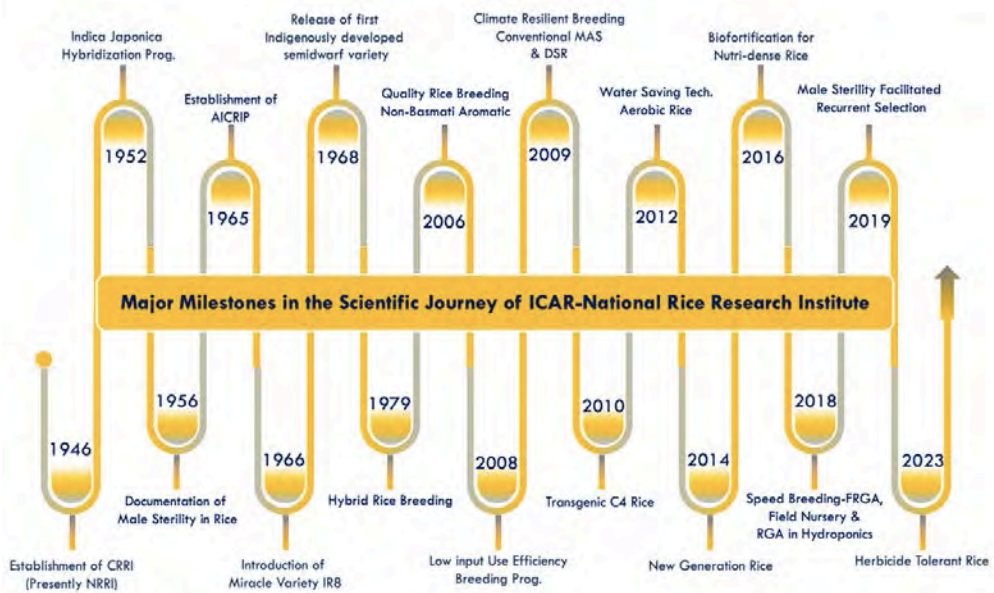 Indica Japonica
Hybridization Prog.
1952
Establishment of
AICRIP
1965
Release of first
Indigenously developed
semidwarf variety
1968
Quality Rice Breeding
Non-Basmati Aromatic
2006
Climate Resilient Breeding
Conventional MAS
& DSR
2009
Water Saving Tech.
Aerobic Rice
2012
Biofortification for
Nutri-dense Rice
2016
Male Sterility Facilitated
Recurrent Selection
2019
Major Milestones in the Scientific Journey of ICAR-National Rice Research Institute
1946
Establishment of CRRI
(Presently NRRI)
1956
Documentation of
Male Sterility in Rice
1966
Introduction of
Miracle Variety IR8
1979
Hybrid Rice Breeding
2008
Low input Use Efficiency
Breeding Prog.
2010
Transgenic C4 Rice
2014
New Generation Rice
2018
Speed Breeding-FRGA,
Field Nursery &
RGA in Hydroponics
2023
Herbicide Tolerant Rice